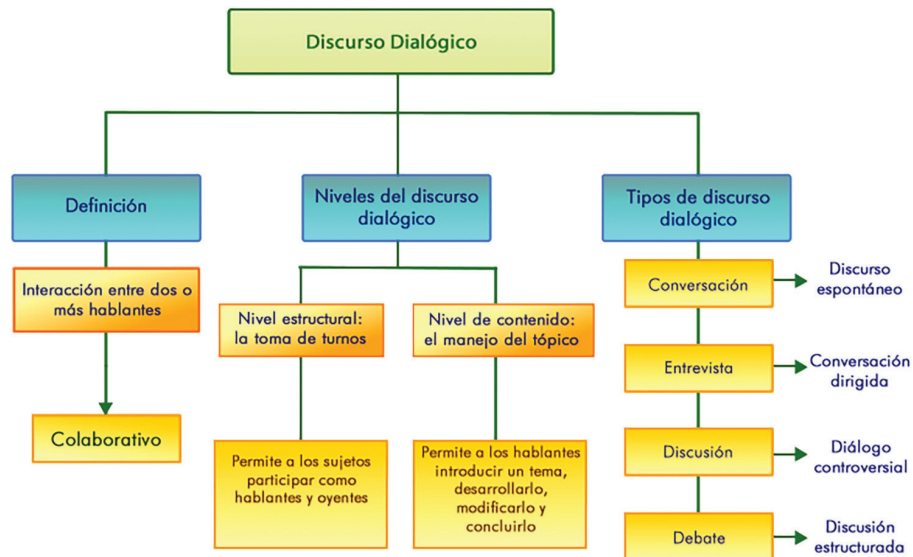 Discurso Dialógico
Definición
Interacción entre dos o
más hablantes
Colaborativo
Niveles del discurso
dialógico
Nivel estructural:
la toma de turnos
Permite a los sujetos
participar como
hablantes y oyentes
Nivel de contenido:
el manejo del tópico
Permite a los hablantes
introducir un tema,
desarrollarlo,
modificarlo y
concluirlo
Tipos de discurso
dialógico
Conversación
Discurso
espontáneo
Entrevista
Conversación
dirigida
Discusión
Diálogo
controversial
Debate
Discusión
estructurada